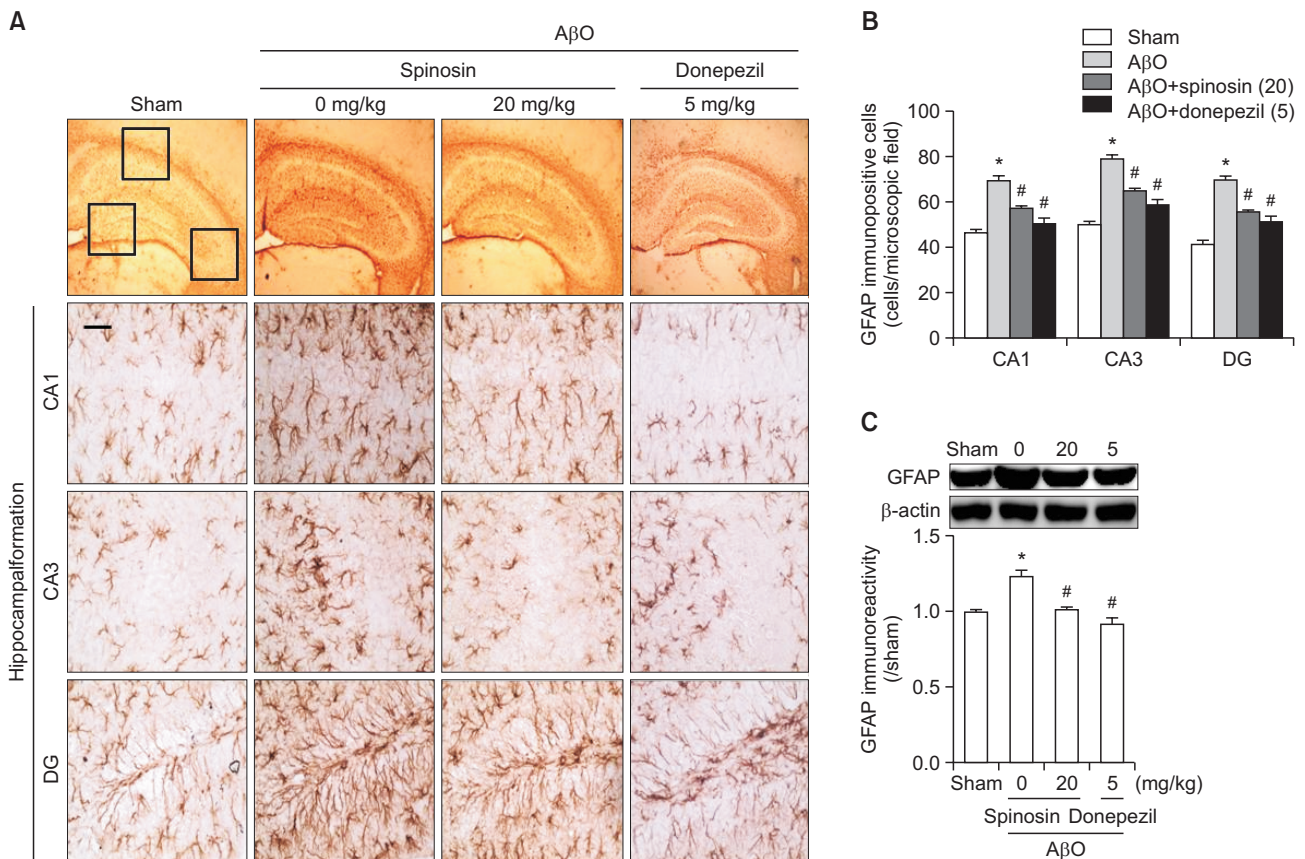 A
AβO
Spinosin
Donepezil
Sham
0 mg/kg
20 mg/kg
5 mg/kg
Hippocampalformation
CA1
CA3
DG
B
Sham
AβO
AβO+spinosin (20)
AβO+donepezil (5)
GFAP immunopositive cells
(cells/microscopic field)
100
80
60
40
20
0
* # #
* # #
* # #
CA1 CA3 DG
C
Sham 0 20 5
GFAP
β-actin
GFAP immunoreactivity
(/sham)
1.5
1.0
0.5
0.0
* # #
Sham 0 20 5 (mg/kg)
Spinosin Donepezil
AβO